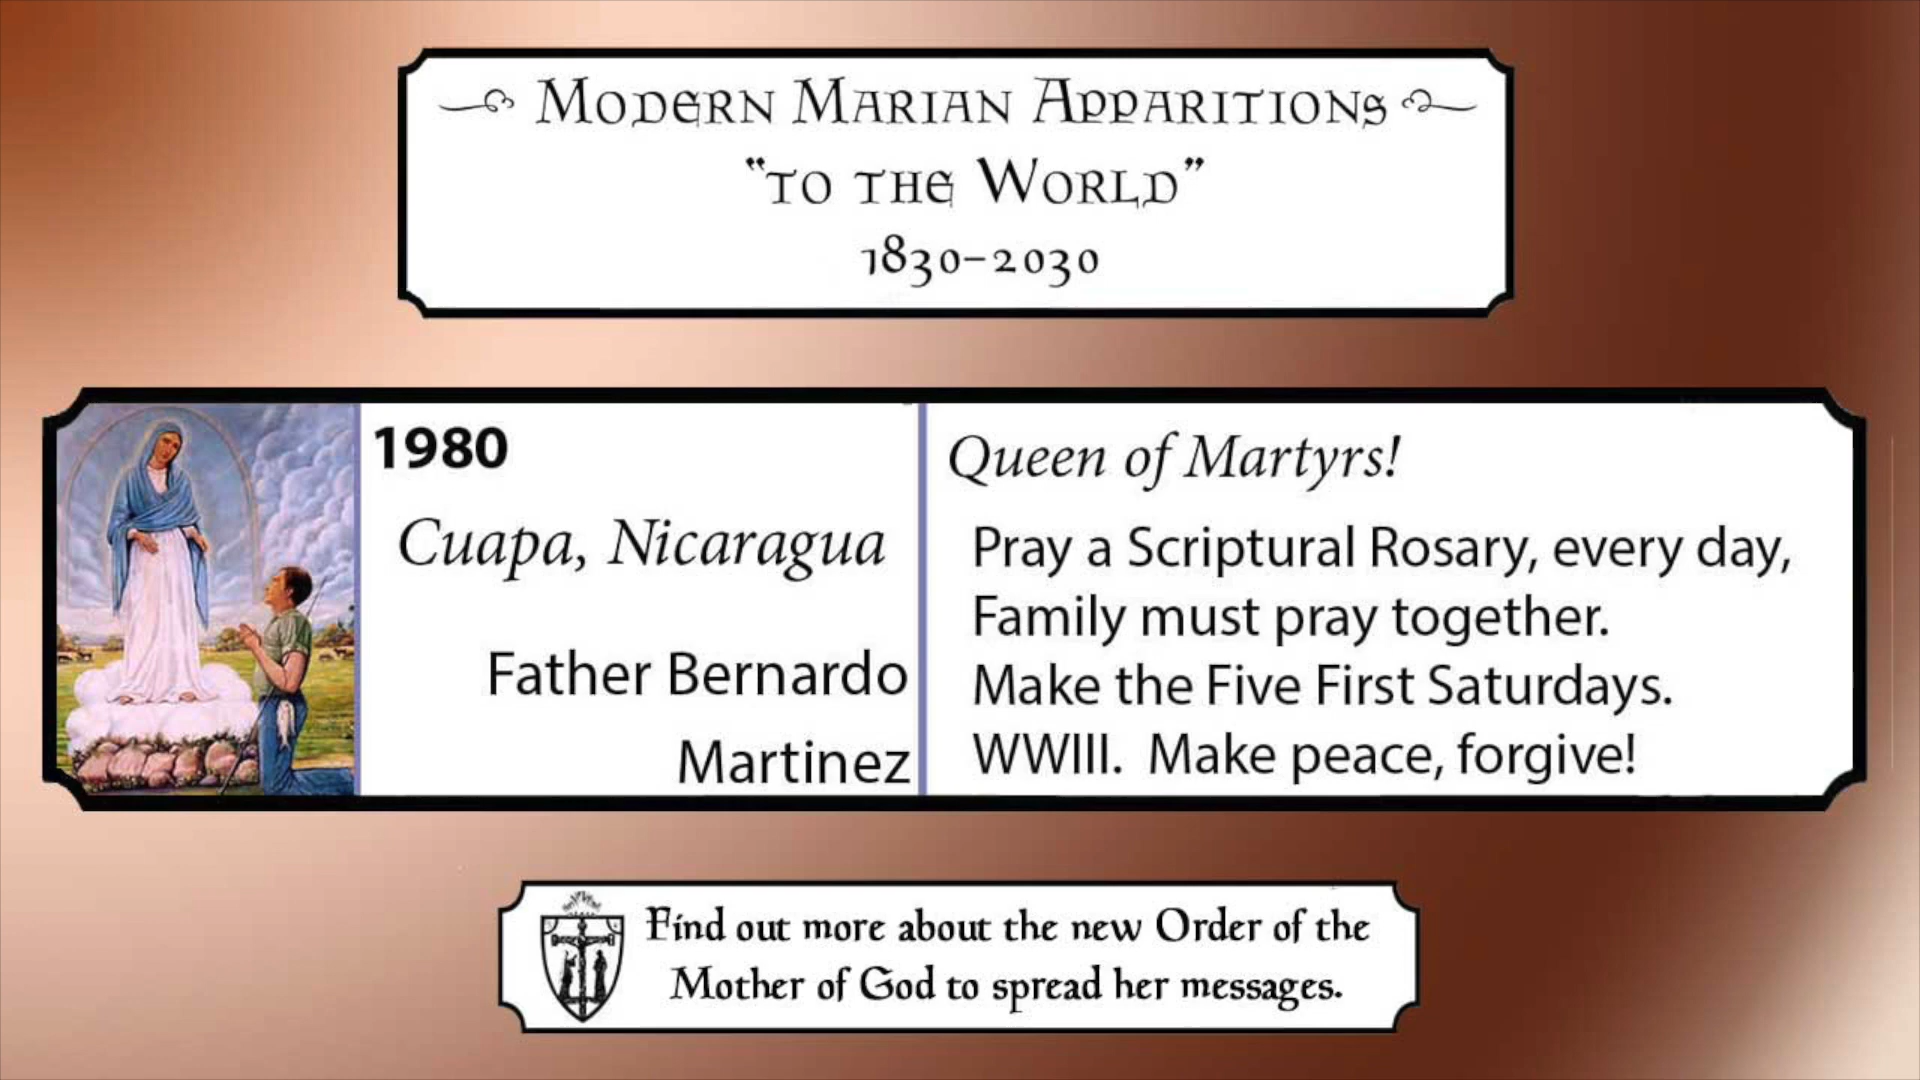 Modern Marian Apparitions
"to the World"
1830–2030
1980
Cuapa, Nicaragua
Father Bernardo
Martinez
Queen of Martyrs!
Pray a Scriptural Rosary, every day,
Family must pray together.
Make the Five First Saturdays.
WWIII. Make peace, forgive!
Find out more about the new Order of the
Mother of God to spread her messages.